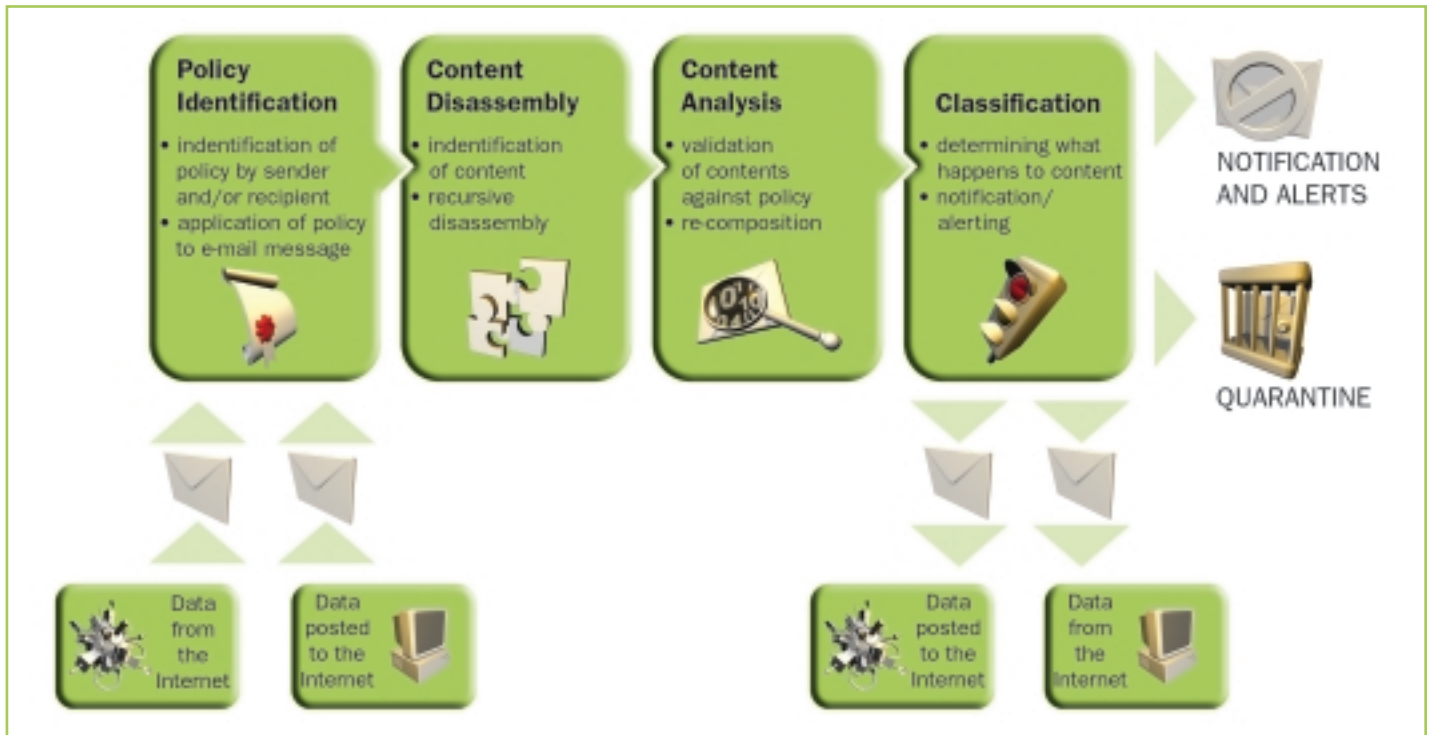 Policy
Identification
• indentification of
policy by sender
and/or recipient
• application of policy
to e-mail message
Content
Disassembly
• indentification
of content
• recursive
disassembly
Content
Analysis
• validation
of contents
against policy
• re-composition
Classification
• determining what
happens to content
• notification/
alerting
NOTIFICATION
AND ALERTS
QUARANTINE
Data
from
the
Internet
Data
posted
to the
Internet
Data
posted
to the
Internet
Data
from
the
Internet